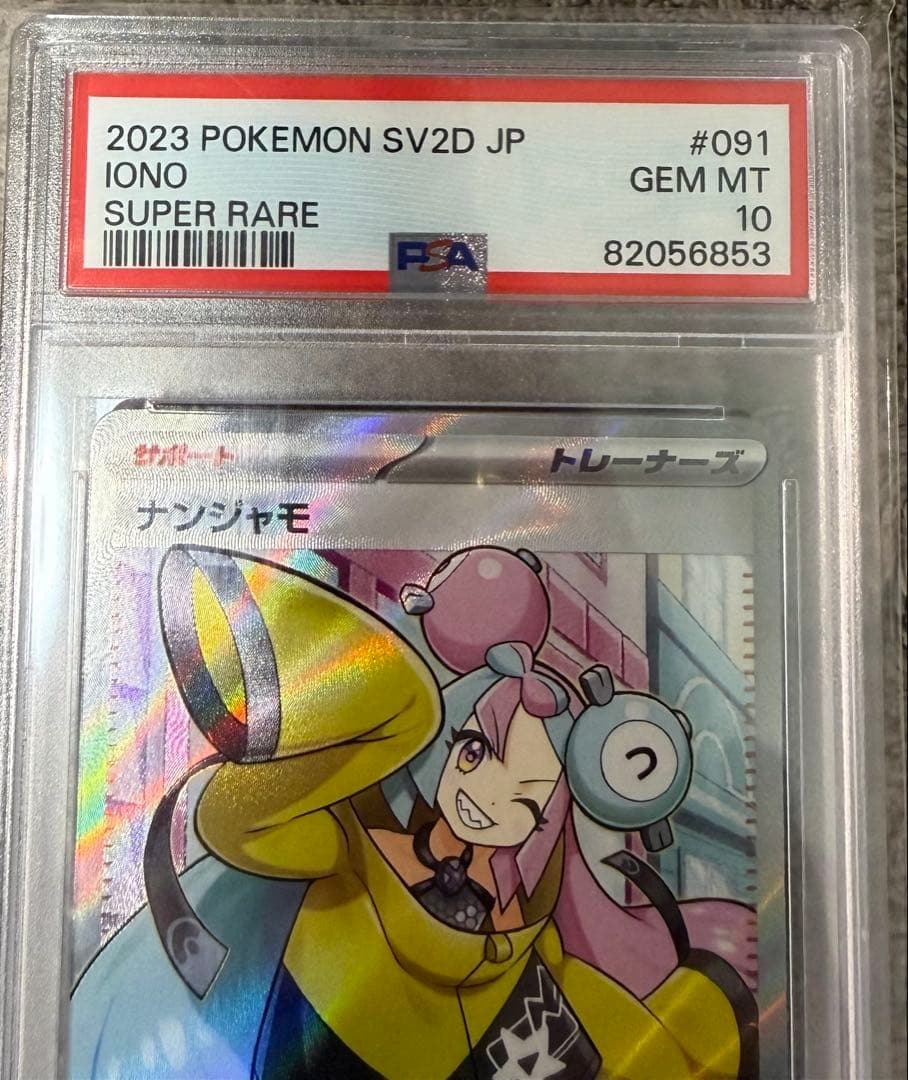 2023 POKEMON SV2D JP #091
IONO GEM MT
SUPER RARE 10
82056853
PSA
サポート トレーナーズ
ナンジャモ